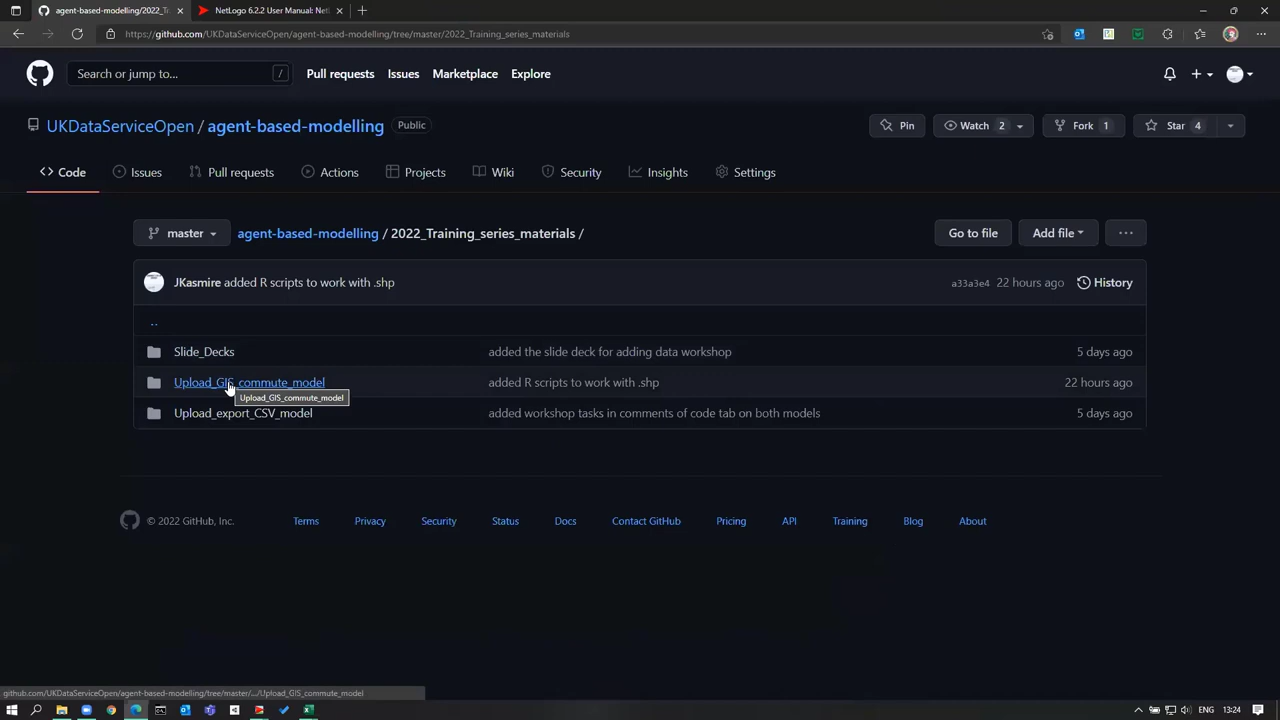 agent-based-modelling/2022_Tr
NetLogo 6.2.2 User Manual: NetL
https://github.com/UKDataServiceOpen/agent-based-modelling/tree/master/2022_Training_series_materials
Search or jump to... /
Pull requests Issues Marketplace Explore
UKDataServiceOpen / agent-based-modelling Public
Pin Watch 2 Fork 1 Star 4
Code Issues Pull requests Actions Projects Wiki Security Insights Settings
master agent-based-modelling / 2022_Training_series_materials / Go to file Add file ...
JKasmire added R scripts to work with .shp a33a3e4 22 hours ago History
..
Slide_Decks added the slide deck for adding data workshop 5 days ago
Upload_GIS_commute_model added R scripts to work with .shp 22 hours ago
Upload_GIS_commute_model
Upload_export_CSV_model added workshop tasks in comments of code tab on both models 5 days ago
© 2022 GitHub, Inc. Terms Privacy Security Status Docs Contact GitHub Pricing API Training Blog About
github.com/UKDataServiceOpen/agent-based-modelling/tree/master/.../Upload_GIS_commute_model
ENG 13:24